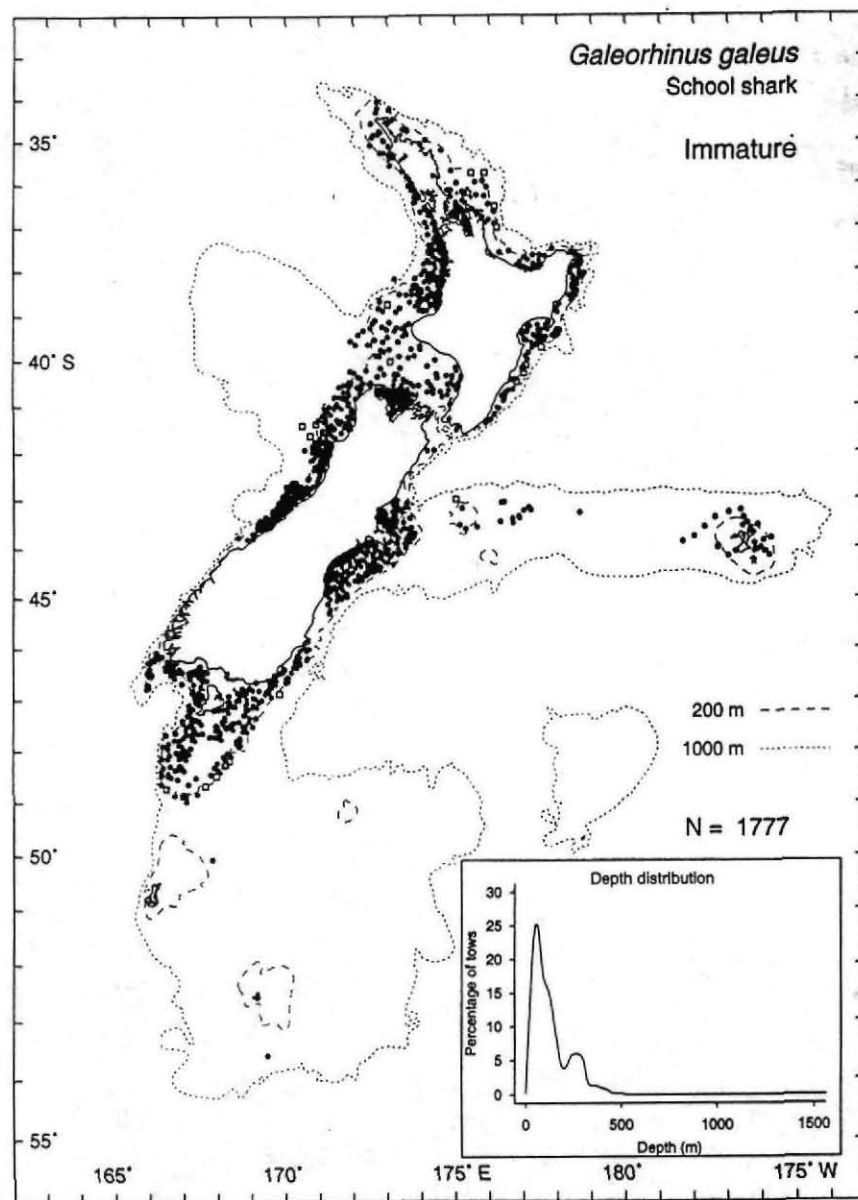 Galeorhinus galeus
School shark
Immature
35°
40° S
45°
50°
55°
200 m
1000 m
N = 1777
Depth distribution
Percentage of tows
30
25
20
15
10
5
0
0 500 1000 1500
Depth (m)
165° 170° 175° E 180° 175° W